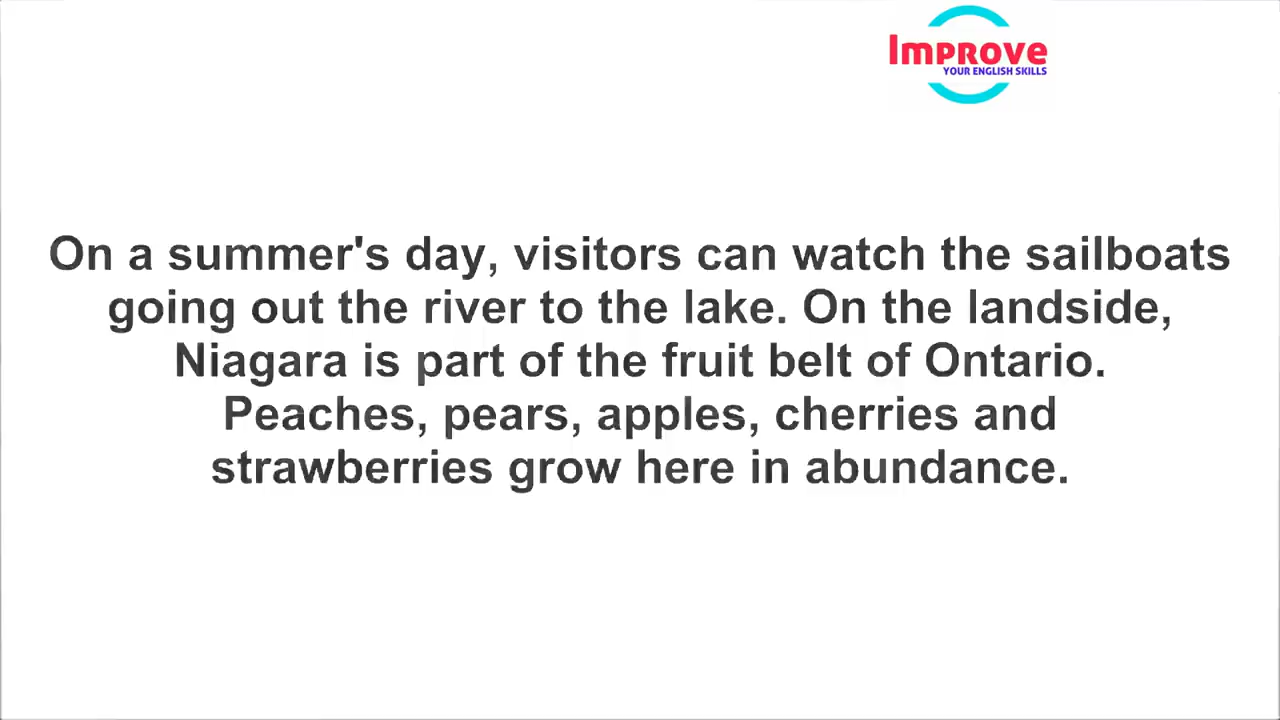 Improve
YOUR ENGLISH SKILLS
On a summer's day, visitors can watch the sailboats
going out the river to the lake. On the landside,
Niagara is part of the fruit belt of Ontario.
Peaches, pears, apples, cherries and
strawberries grow here in abundance.